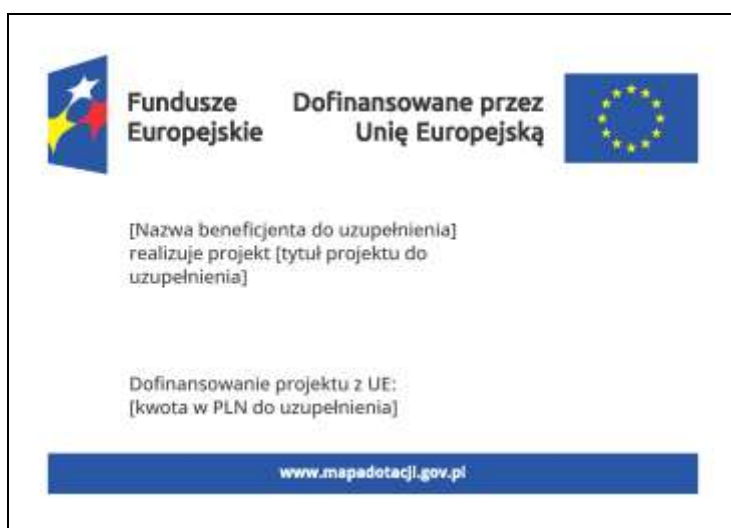 Fundusze
Europejskie
Dofinansowane przez
Unię Europejską
[Nazwa beneficjenta do uzupełnienia]
realizuje projekt [tytuł projektu do
uzupełnienia]
Dofinansowanie projektu z UE:
[kwota w PLN do uzupełnienia]
www.mapadotacji.gov.pl